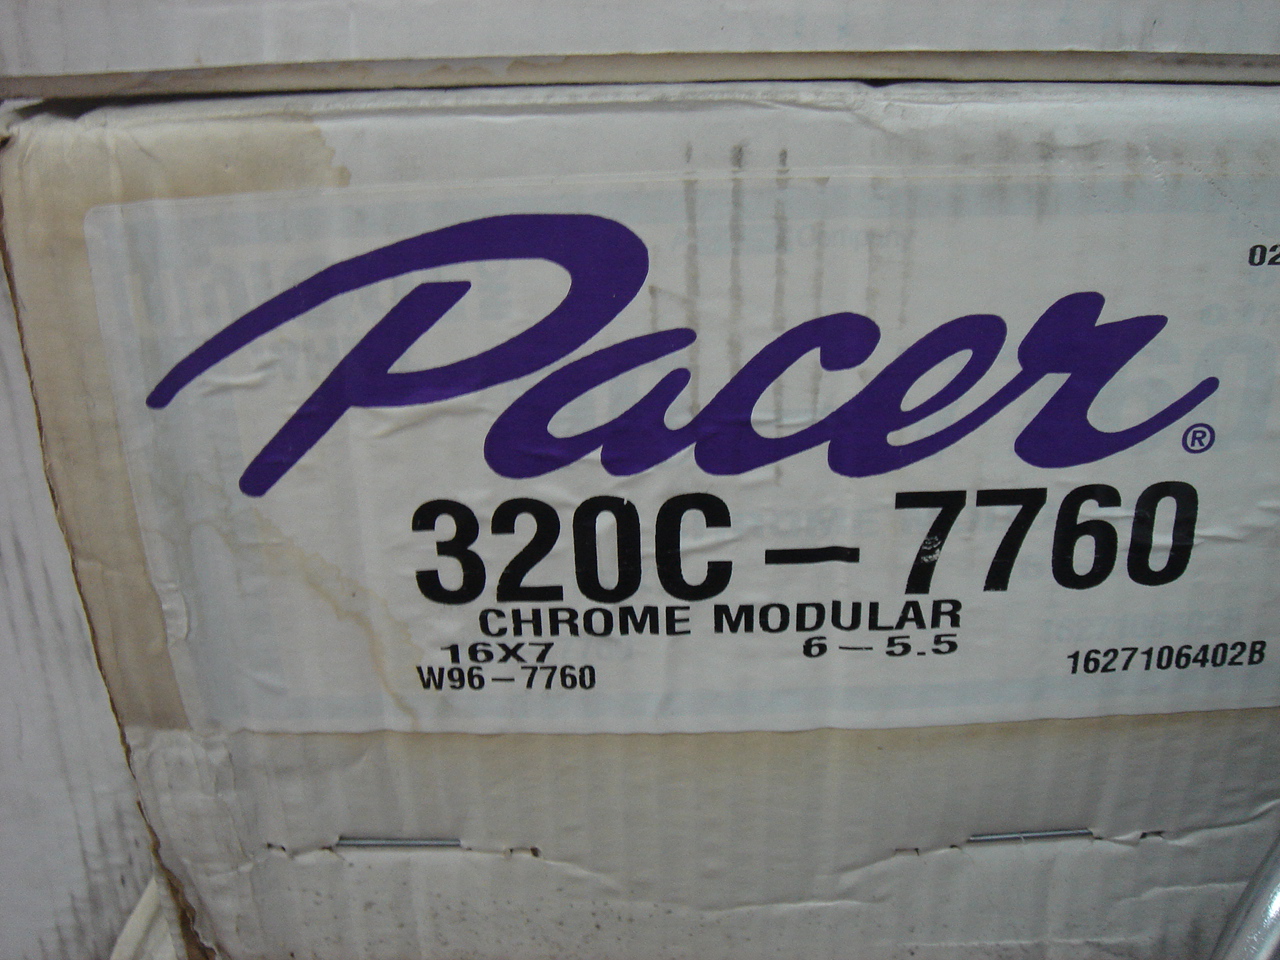 02
Pacer®
320C-7760
CHROME MODULAR
16X7 6-5.5
W96-7760 1627106402B